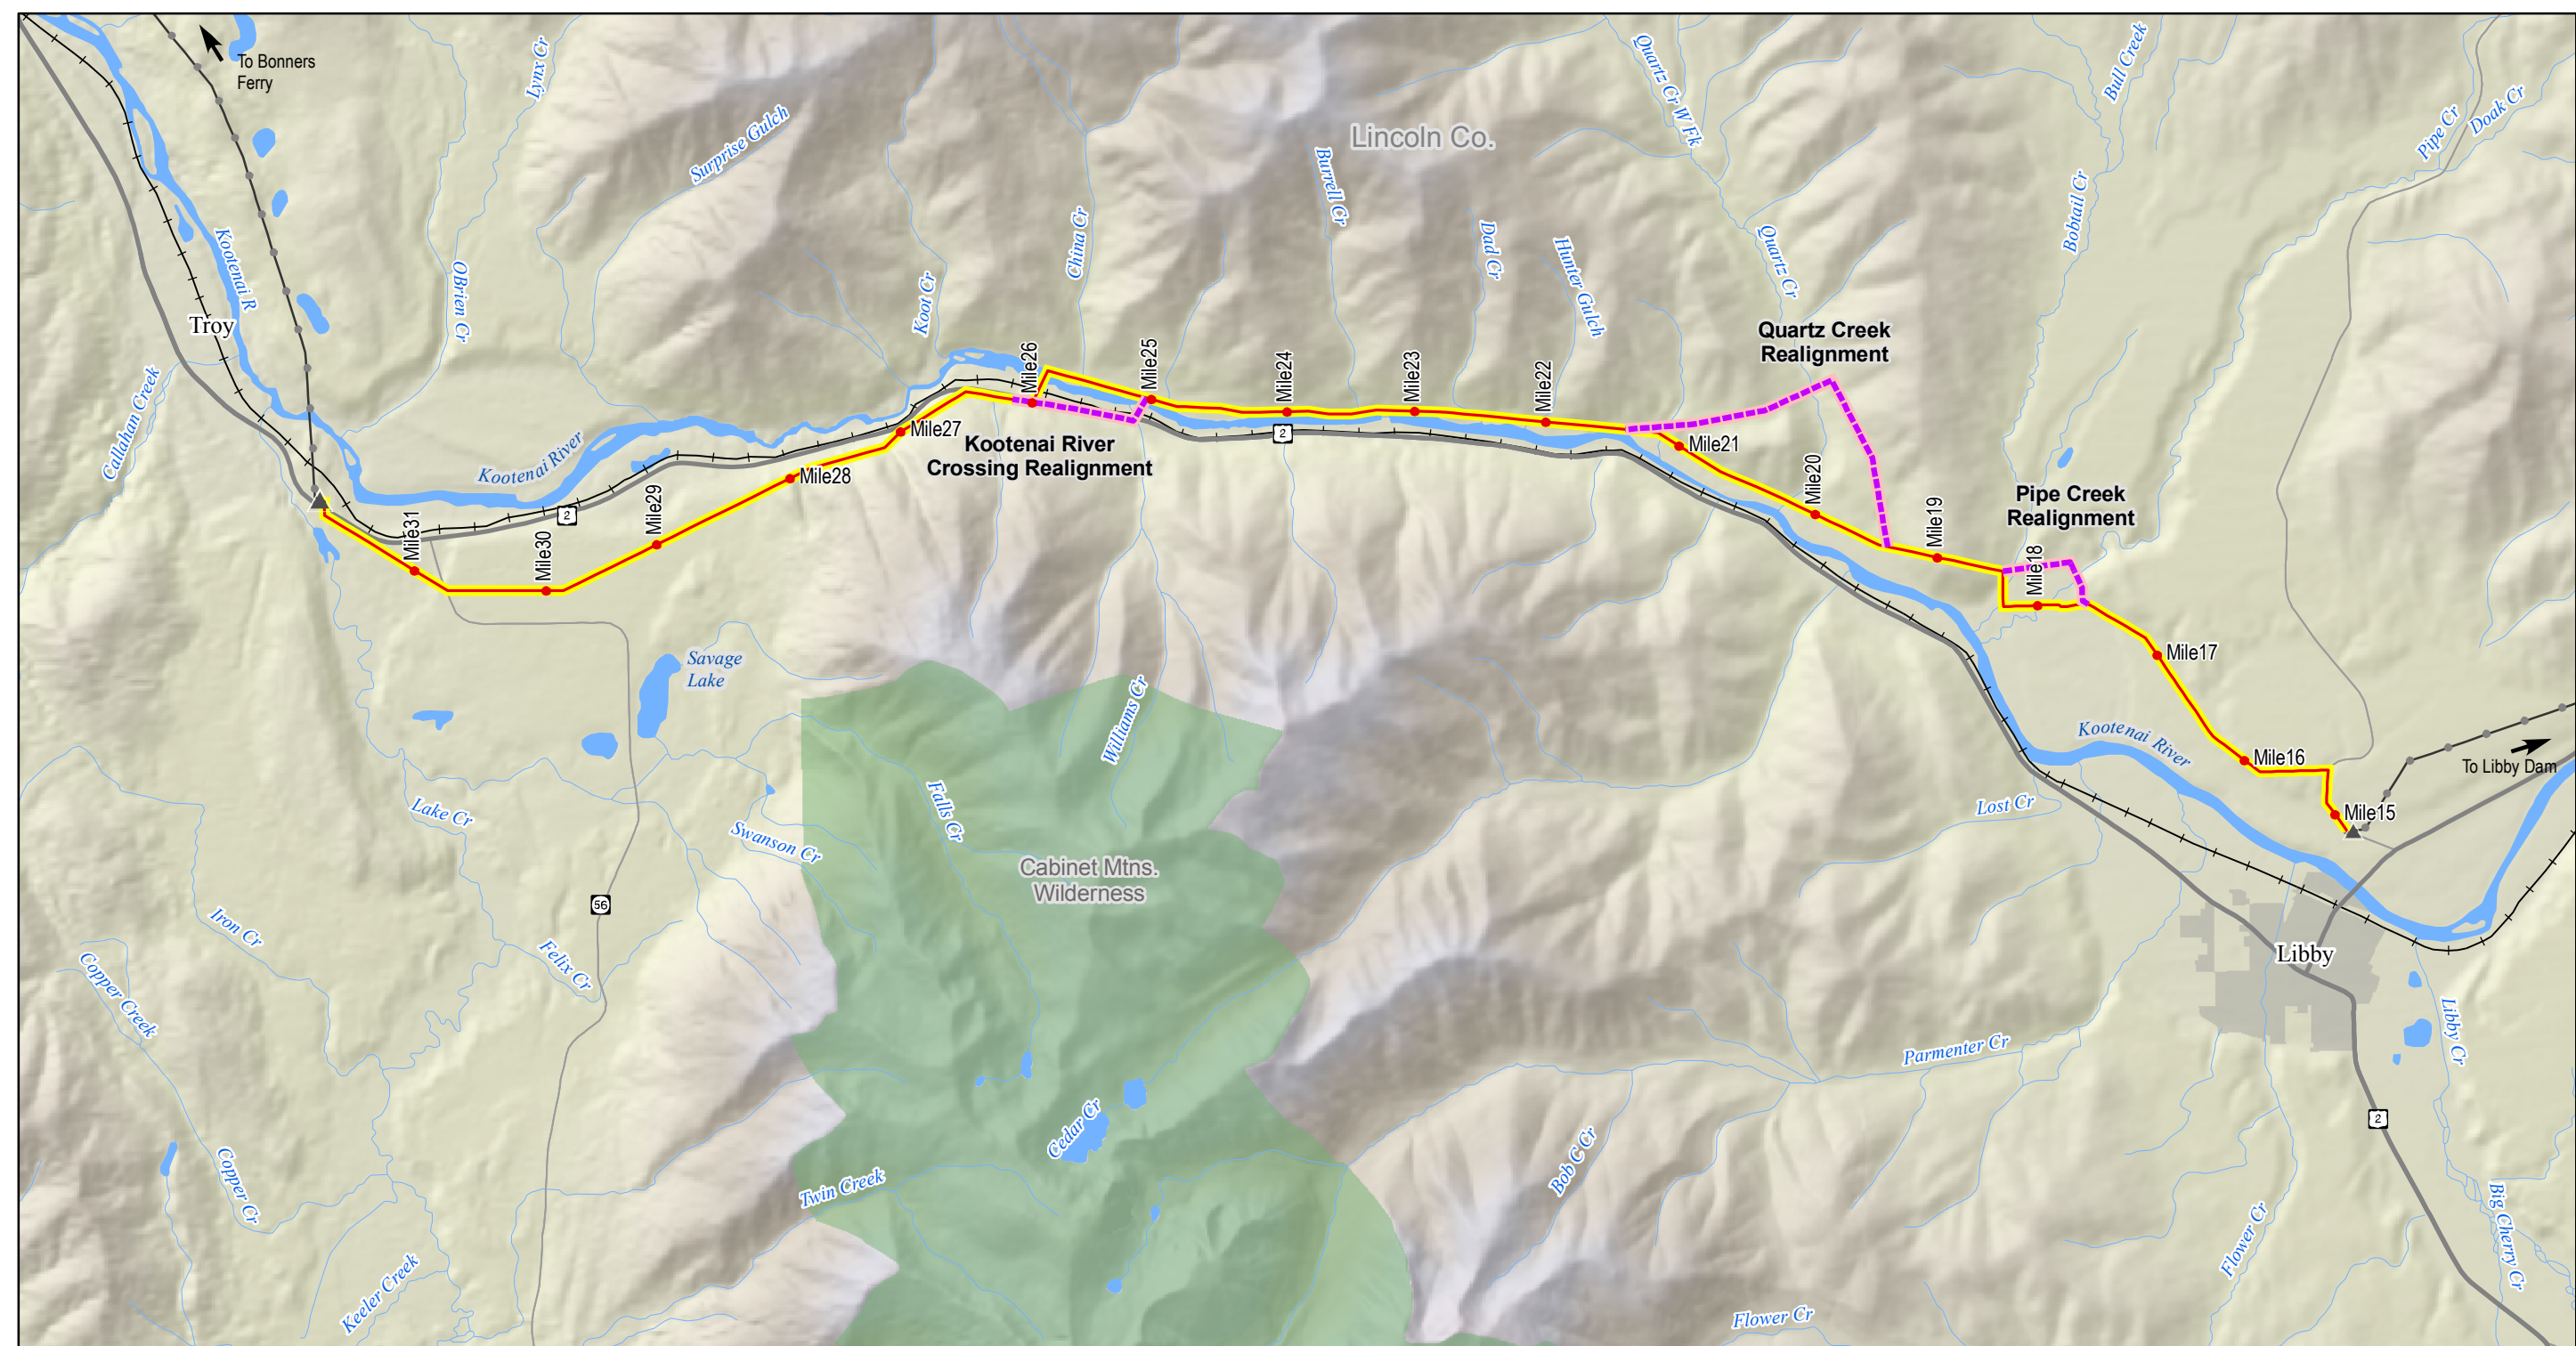 To Bonners
Ferry
Lynx Cr
Surprise Gulch
Lincoln Co.
Quartz Cr W Fk
Bull Creek
Pipe Cr
Doak Cr
Kootenai R
OBrien Cr
Koot Cr
China Cr
Burrell Cr
Dad Cr
Hunter Gulch
Quartz Cr
Bobtail Cr
Troy
Callahan Creek
Quartz Creek
Realignment
Mile26
Mile25
Mile24
Mile23
Mile22
Mile21
Mile20
Mile19
Mile18
Pipe Creek
Realignment
Mile27
Kootenai River
Crossing Realignment
2
Kootenai River
Mile28
Mile29
Mile30
Mile31
2
Savage
Lake
Mile17
Mile16
Mile15
Kootenai River
To Libby Dam
Williams Cr
Falls Cr
Lake Cr
Swanson Cr
Lost Cr
Cabinet Mtns.
Wilderness
56
Iron Cr
Felix Cr
Copper Creek
Libby
Libby Cr
Parmenter Cr
Cedar Cr
2
Copper Cr
Twin Creek
Bob C Cr
Flower Cr
Big Cherry Cr
Keeler Creek
Flower Cr